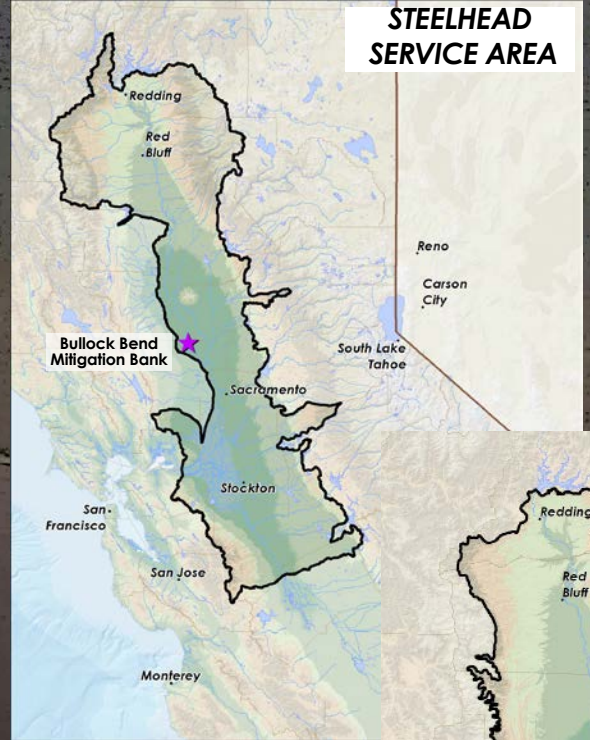 STEELHEAD
SERVICE AREA
Redding
Red
Bluff
Reno
Carson
City
Bullock Bend
Mitigation Bank
South Lake
Tahoe
Sacramento
Stockton
San
Francisco
San Jose
Monterey
Redding
Red
Bluff